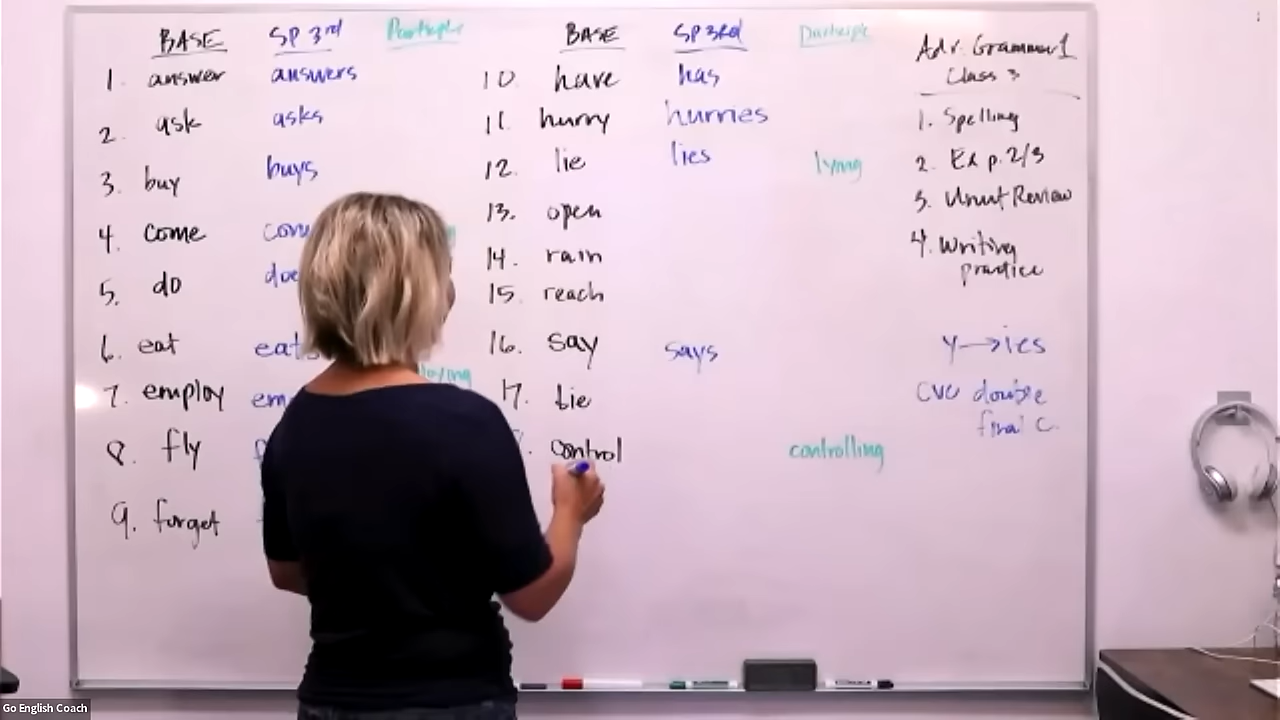 BASE SP 3rd Participle
1. answer answers
2. ask asks
3. buy buys
4. come com
5. do doe
6. eat eats
7. employ em loying
8. fly
9. forget
BASE SP3rd Participle
10. have has
11. hurry hurries
12. lie lies lying
13. open
14. rain
15. reach
16. say says
17. tie
control controlling
Adv. Grammar 1
Class 3
1. Spelling
2. Ex p. 2/3
3. Unit Review
4. Writing
practice
y→ies
CVC double
final C.
Go English Coach